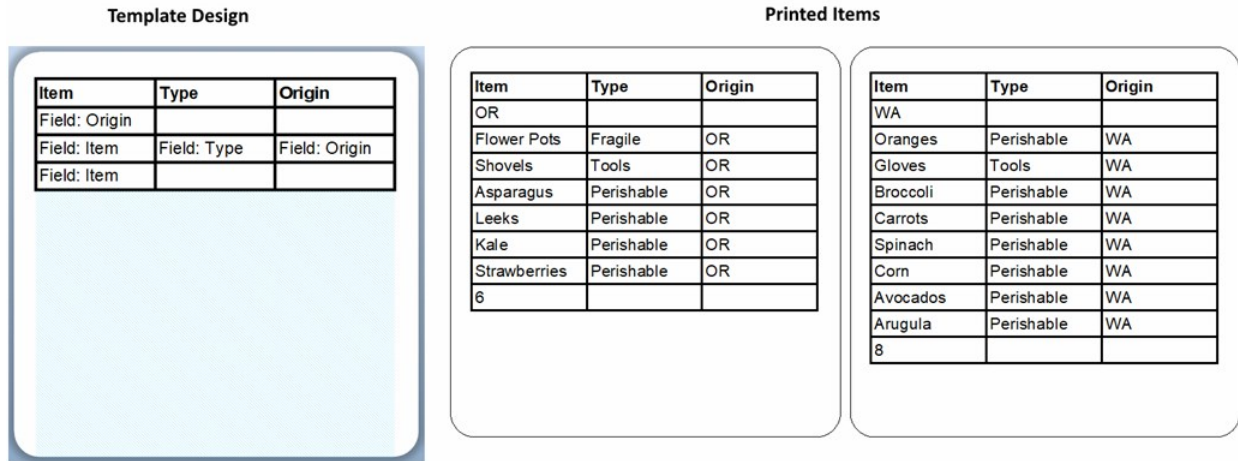 Template Design
Item Type Origin
Field: Origin
Field: Item Field: Type Field: Origin
Field: Item
Printed Items
Item Type Origin
OR
Flower Pots Fragile OR
Shovels Tools OR
Asparagus Perishable OR
Leeks Perishable OR
Kale Perishable OR
Strawberries Perishable OR
6
Item Type Origin
WA
Oranges Perishable WA
Gloves Tools WA
Broccoli Perishable WA
Carrots Perishable WA
Spinach Perishable WA
Corn Perishable WA
Avocados Perishable WA
Arugula Perishable WA
8